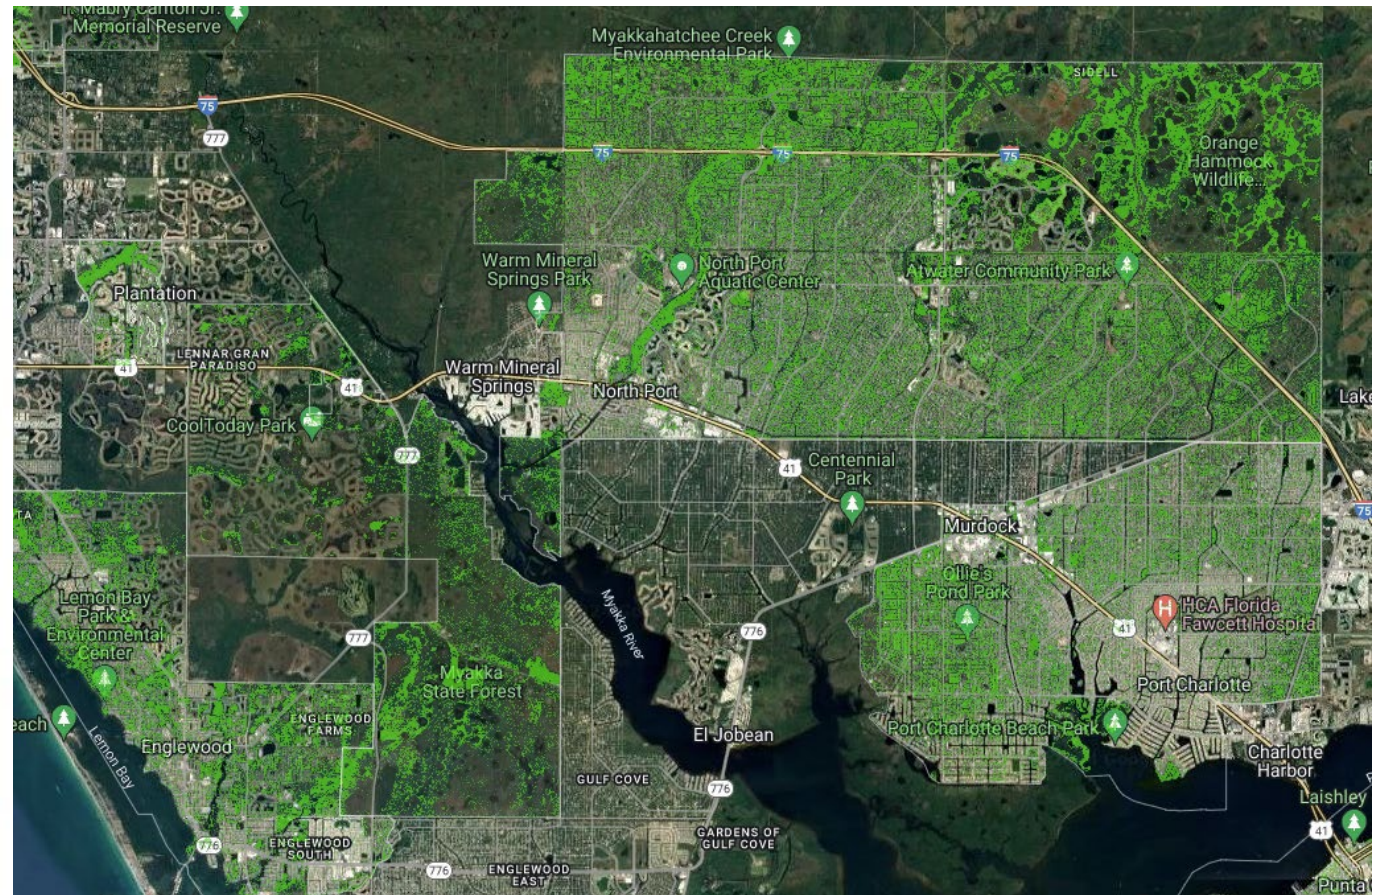 T. Mabry Carlton Jr.
Memorial Reserve
Myakkahatchee Creek
Environmental Park
SIDELL
75
777
75
75
75
Orange
Hammock
Wildlife...
Warm Mineral
Springs Park
North Port
Aquatic Center
Atwater Community Park
Plantation
LENNAR GRAN
PARADISO
41
41
Warm Mineral
Springs
North Port
Lake
CoolToday Park
777
41
Centennial
Park
TA
75
Murdock
Ollie's
Pond Park
HCA Florida
Fawcett Hospital
Lemon Bay
Park &
Environmental
Center
Myakka River
776
41
777
Myakka
State Forest
Port Charlotte
each
Lemon Bay
ENGLEWOOD
FARMS
Englewood
El Jobean
Port Charlotte Beach Park
Charlotte
Harbor
GULF COVE
776
Laishley
41
GARDENS OF
GULF COVE
776
ENGLEWOOD
SOUTH
776
ENGLEWOOD
EAST
Punta